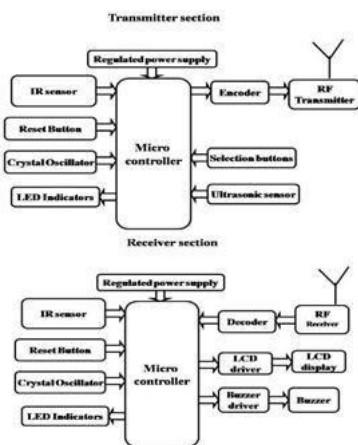 Transmitter section
Regulated power supply
IR sensor
Reset Button
Crystal Oscillator
LED Indicators
Micro
controller
Encoder
RF
Transmitter
Selection buttons
Ultrasonic sensor
Receiver section
Regulated power supply
IR sensor
Reset Button
Crystal Oscillator
LED Indicators
Micro
controller
Decoder
RF
Receiver
LCD
driver
LCD
display
Buzzer
driver
Buzzer